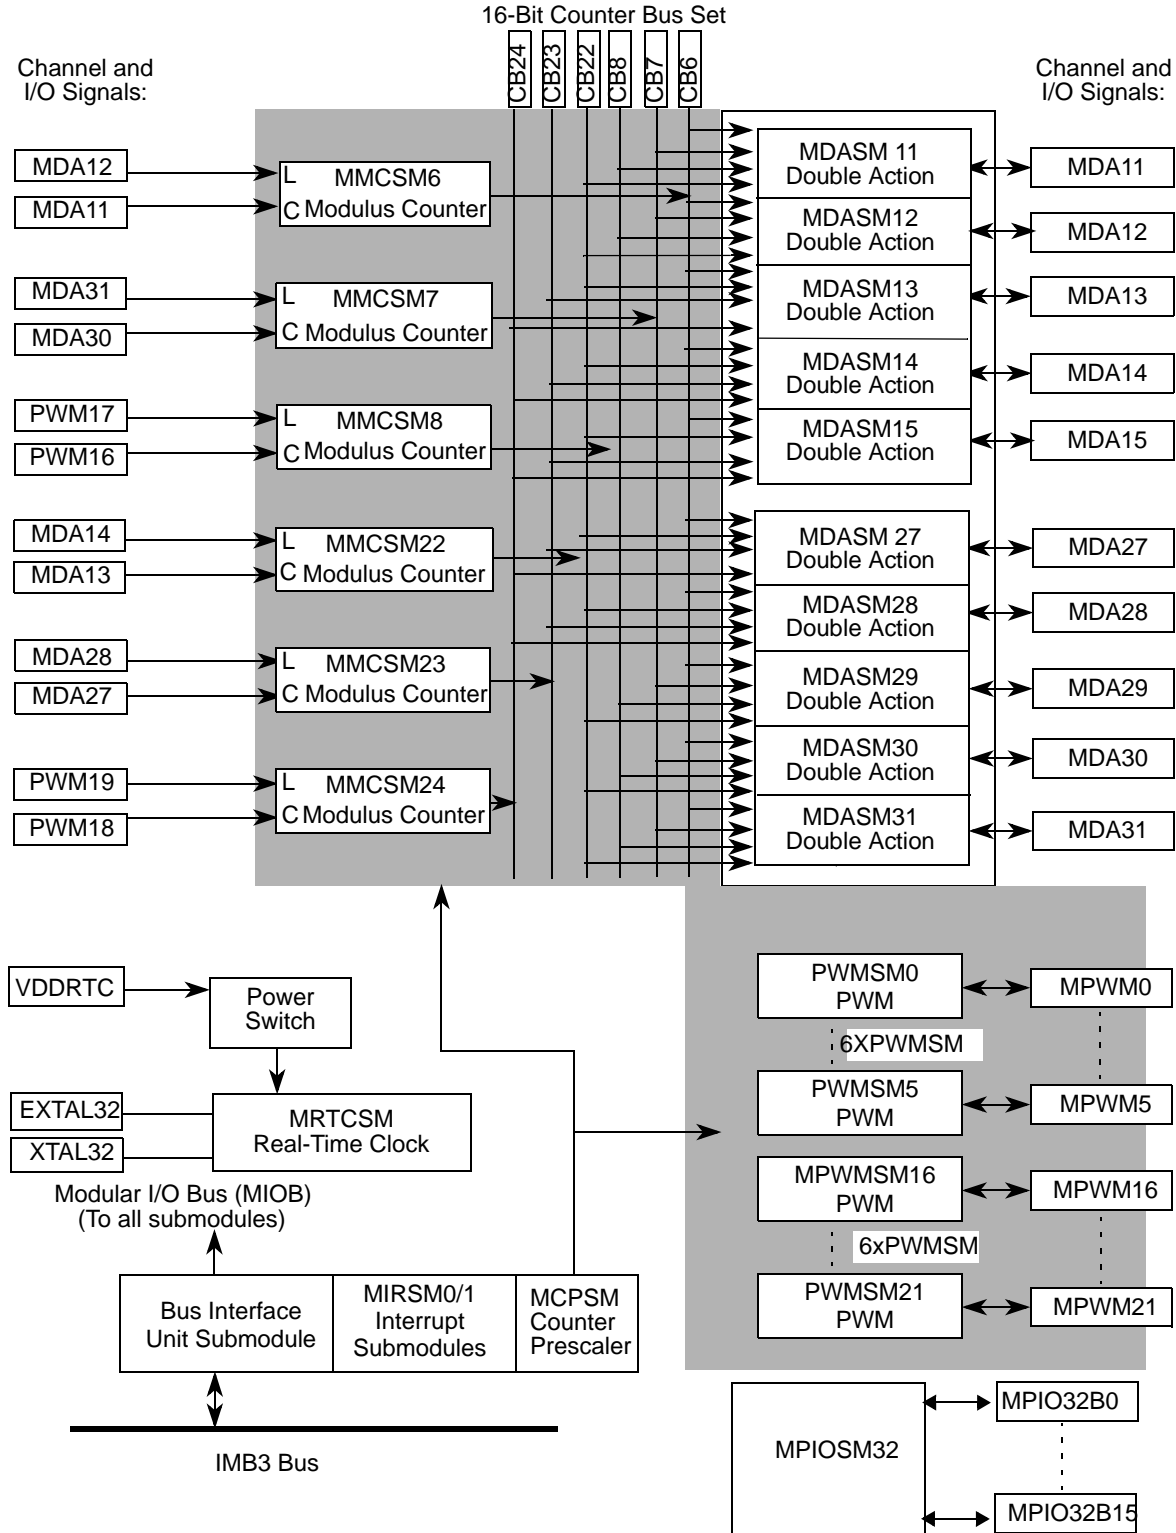 16-Bit Counter Bus Set
CB24
CB23
CB22
CB8
CB7
CB6
Channel and
I/O Signals:
Channel and
I/O Signals:
MDA12
MDA11
L MMCSM6
C Modulus Counter
MDA31
MDA30
L MMCSM7
C Modulus Counter
PWM17
PWM16
L MMCSM8
C Modulus Counter
MDA14
MDA13
L MMCSM22
C Modulus Counter
MDA28
MDA27
L MMCSM23
C Modulus Counter
PWM19
PWM18
L MMCSM24
C Modulus Counter
MDASM 11
Double Action
MDA11
MDASM12
Double Action
MDA12
MDASM13
Double Action
MDA13
MDASM14
Double Action
MDA14
MDASM15
Double Action
MDA15
MDASM 27
Double Action
MDA27
MDASM28
Double Action
MDA28
MDASM29
Double Action
MDA29
MDASM30
Double Action
MDA30
MDASM31
Double Action
MDA31
VDDRTC
Power
Switch
EXTAL32
XTAL32
MRTCSM
Real-Time Clock
Modular I/O Bus (MIOB)
(To all submodules)
Bus Interface
Unit Submodule
MIRSM0/1
Interrupt
Submodules
MCPSM
Counter
Prescaler
IMB3 Bus
PWMSM0
PWM
MPWM0
6XPWMSM
PWMSM5
PWM
MPWM5
MPWMSM16
PWM
MPWM16
6xPWMSM
PWMSM21
PWM
MPWM21
MPIOSM32
MPIO32B0
MPIO32B15